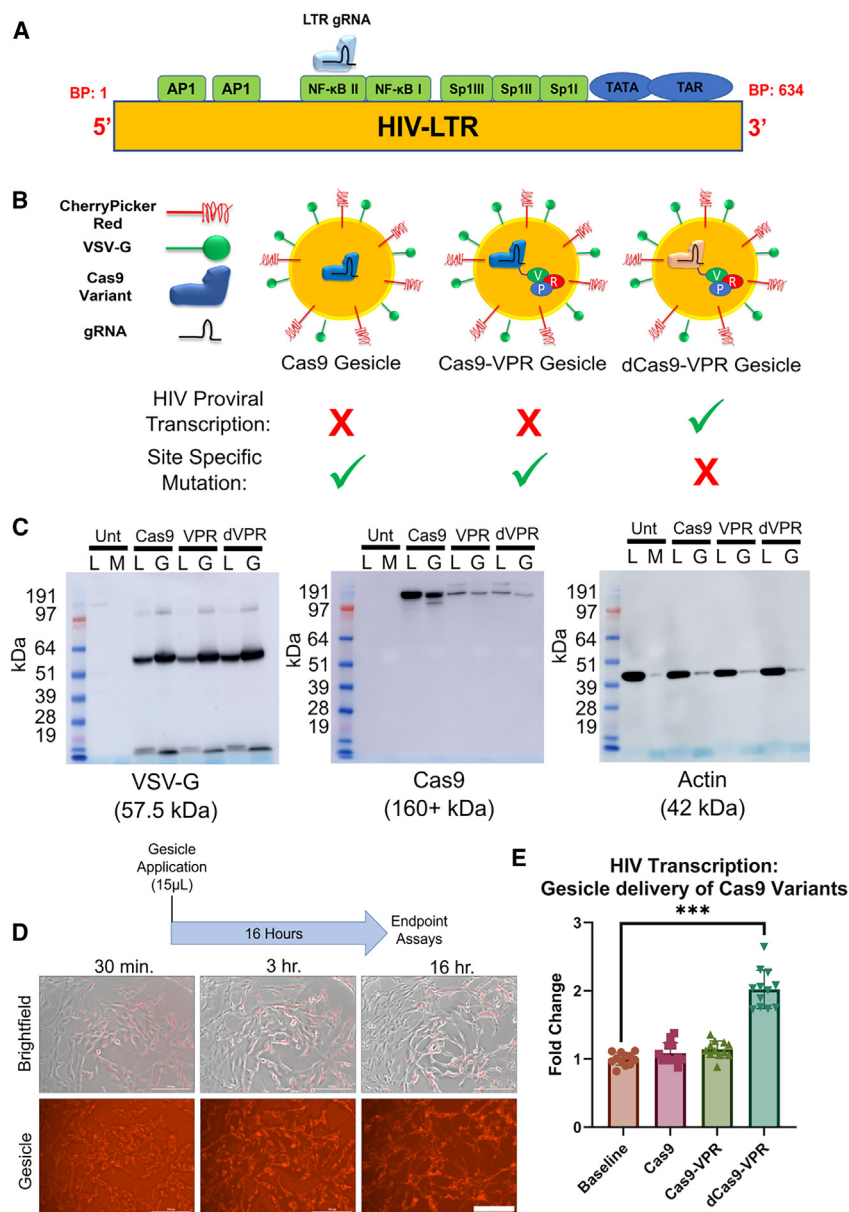 A
LTR gRNA
AP1 AP1 NF-κB II NF-κB I Sp1III Sp1II Sp1I TATA TAR
BP: 1
BP: 634
5’ HIV-LTR 3’
B
CherryPicker
Red
VSV-G
Cas9
Variant
gRNA
V P R
V P R
Cas9 Gesicle Cas9-VPR Gesicle dCas9-VPR Gesicle
HIV Proviral
Transcription: X X ✓
Site Specific
Mutation: ✓ ✓ X
C
Unt Cas9 VPR dVPR
L M L G L G L G
kDa
191
97
64
51
39
28
19
VSV-G
(57.5 kDa)
Unt Cas9 VPR dVPR
L M L G L G L G
kDa
191
97
64
51
39
28
19
Cas9
(160+ kDa)
Unt Cas9 VPR dVPR
L M L G L G L G
kDa
191
97
64
51
39
28
19
Actin
(42 kDa)
D
Gesicle
Application
(15μL)
16 Hours
Endpoint
Assays
30 min. 3 hr. 16 hr.
Brightfield
Gesicle
E
HIV Transcription:
Gesicle delivery of Cas9 Variants
***
Fold Change
3
2
1
0
Baseline
Cas9
Cas9-VPR
dCas9-VPR